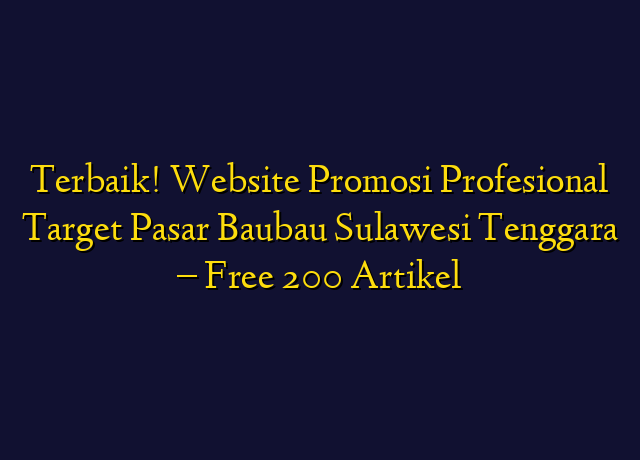 Terbaik! Website Promosi Profesional
Target Pasar Baubau Sulawesi Tenggara
– Free 200 Artikel